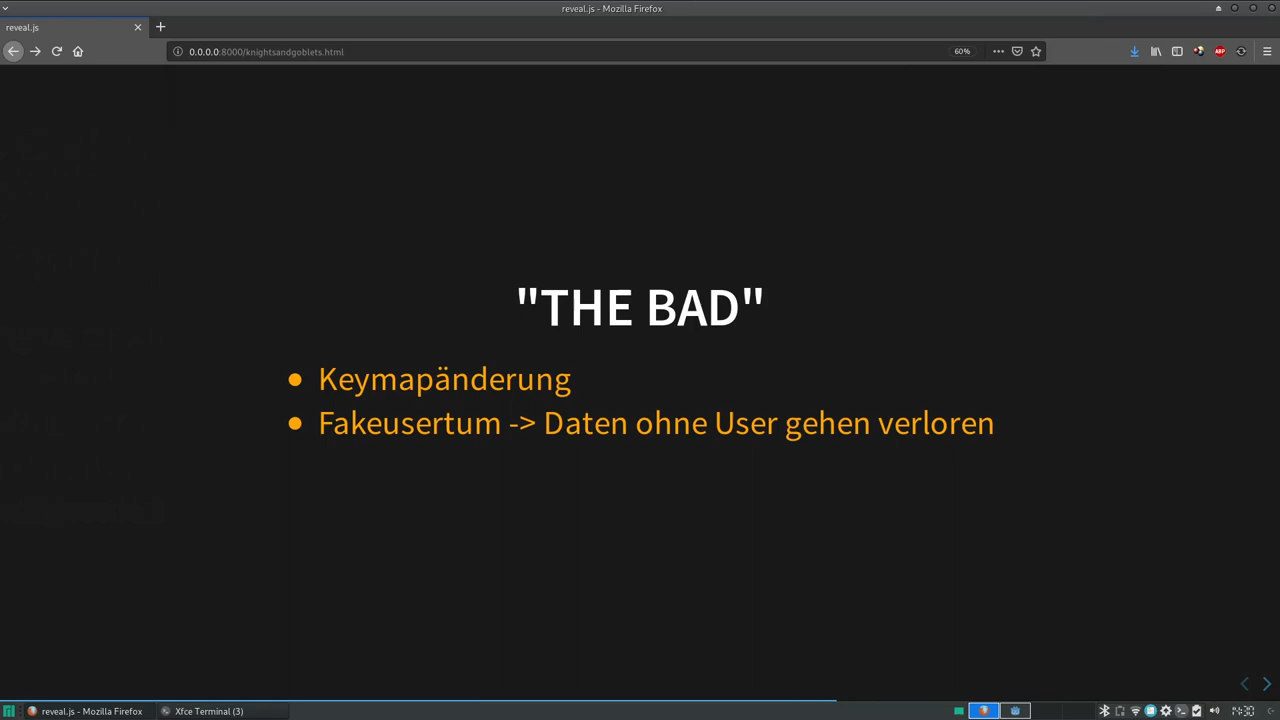 reveal.js - Mozilla Firefox
reveal.js
0.0.0.0:8000/knightsandgoblets.html
60%
ABP
"THE BAD"
Keymapänderung
Fakeusertum -> Daten ohne User gehen verloren
reveal.js - Mozilla Firefox
Xfce Terminal (3)